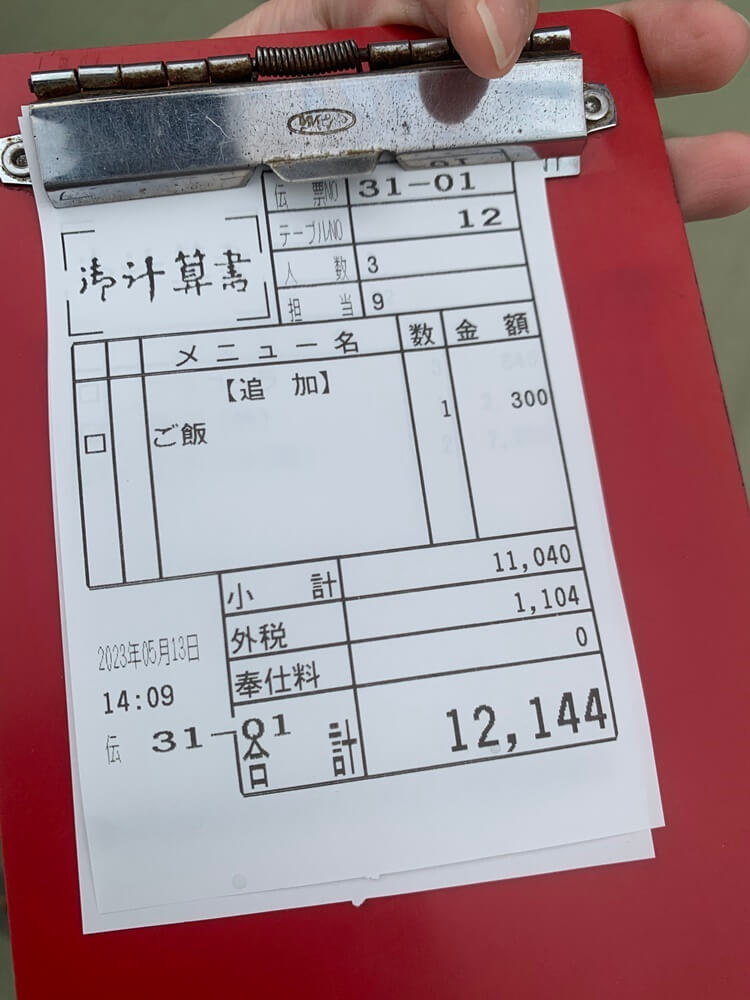 伝票NO 31-01
テーブルNO 12
人数 3
担当 9
御計算書
メニュー名 数 金額
【追 加】
ご飯 1 300
小計 11,040
外税 1,104
奉仕料 0
合計 12,144
2023年05月13日
14:09
伝 31-01